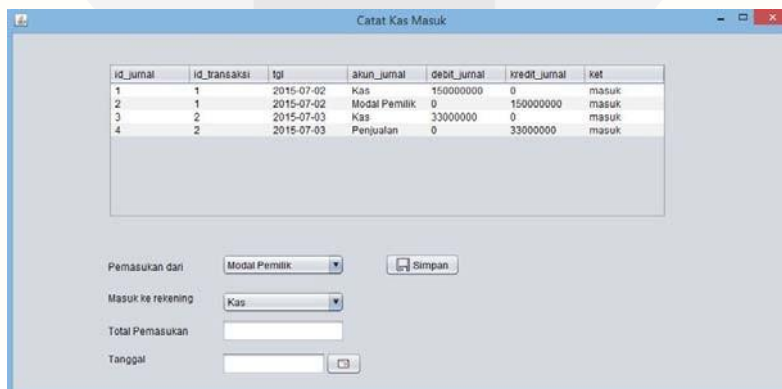 Catat Kas Masuk
id_jurnal id_transaksi tgl akun_jurnal debit_jurnal kredit_jurnal ket
1 1 2015-07-02 Kas 150000000 0 masuk
2 1 2015-07-02 Modal Pemilik 0 150000000 masuk
3 2 2015-07-03 Kas 33000000 0 masuk
4 2 2015-07-03 Penjualan 0 33000000 masuk
Pemasukan dari Modal Pemilik Simpan
Masuk ke rekening Kas
Total Pemasukan
Tanggal